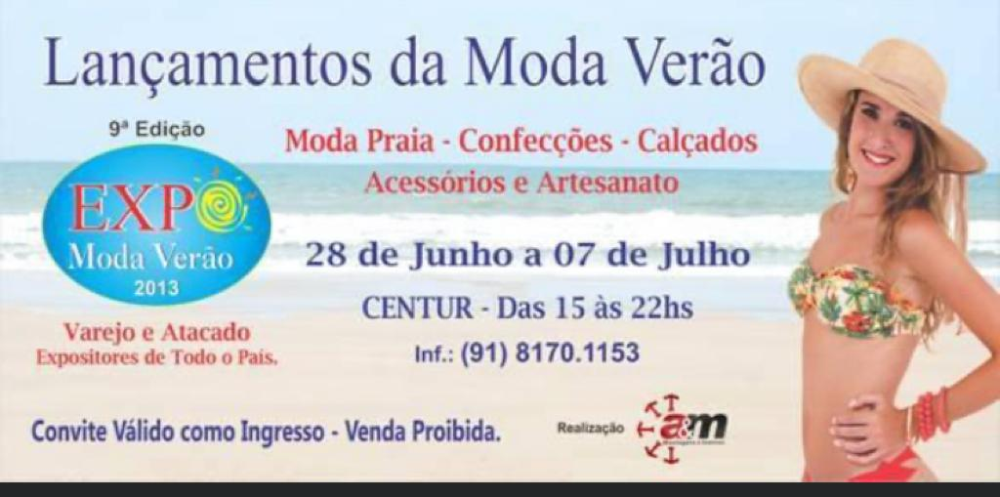 Lançamentos da Moda Verão
9ª Edição
EXPO
Moda Verão
2013
Varejo e Atacado
Expositores de Todo o País.
Moda Praia - Confecções - Calçados
Acessórios e Artesanato
28 de Junho a 07 de Julho
CENTUR - Das 15 às 22hs
Inf.: (91) 8170.1153
Convite Válido como Ingresso - Venda Proibida.
Realização
a&m